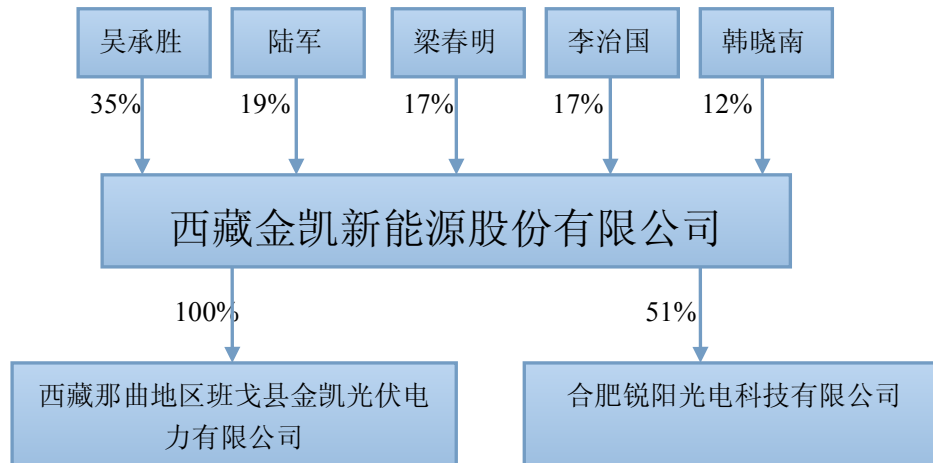 吴承胜
陆军
梁春明
李治国
韩晓南
35%
19%
17%
17%
12%
西藏金凯新能源股份有限公司
100%
51%
西藏那曲地区班戈县金凯光伏电
力有限公司
合肥锐阳光电科技有限公司